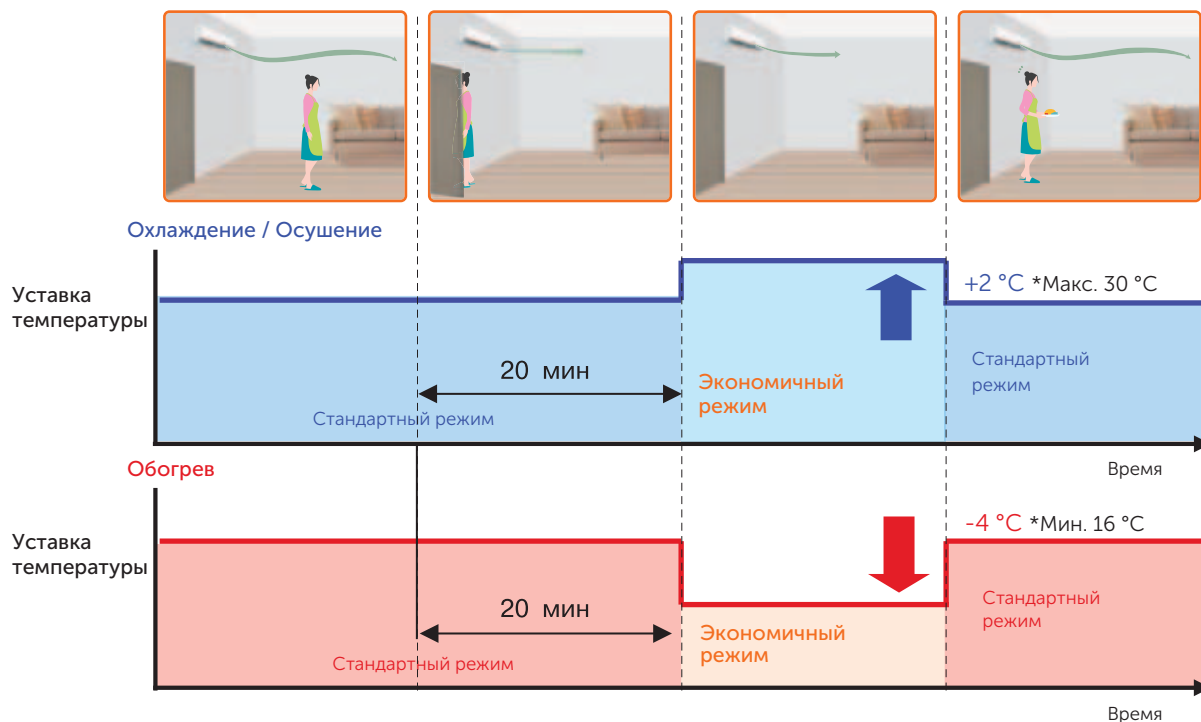 Охлаждение / Осушение
Уставка
температуры
+2 °C *Макс. 30 °C
20 мин
Экономичный
режим
Стандартный
режим
Стандартный режим
Время
Обогрев
Уставка
температуры
-4 °C *Мин. 16 °C
20 мин
Экономичный
режим
Стандартный
режим
Стандартный режим
Время